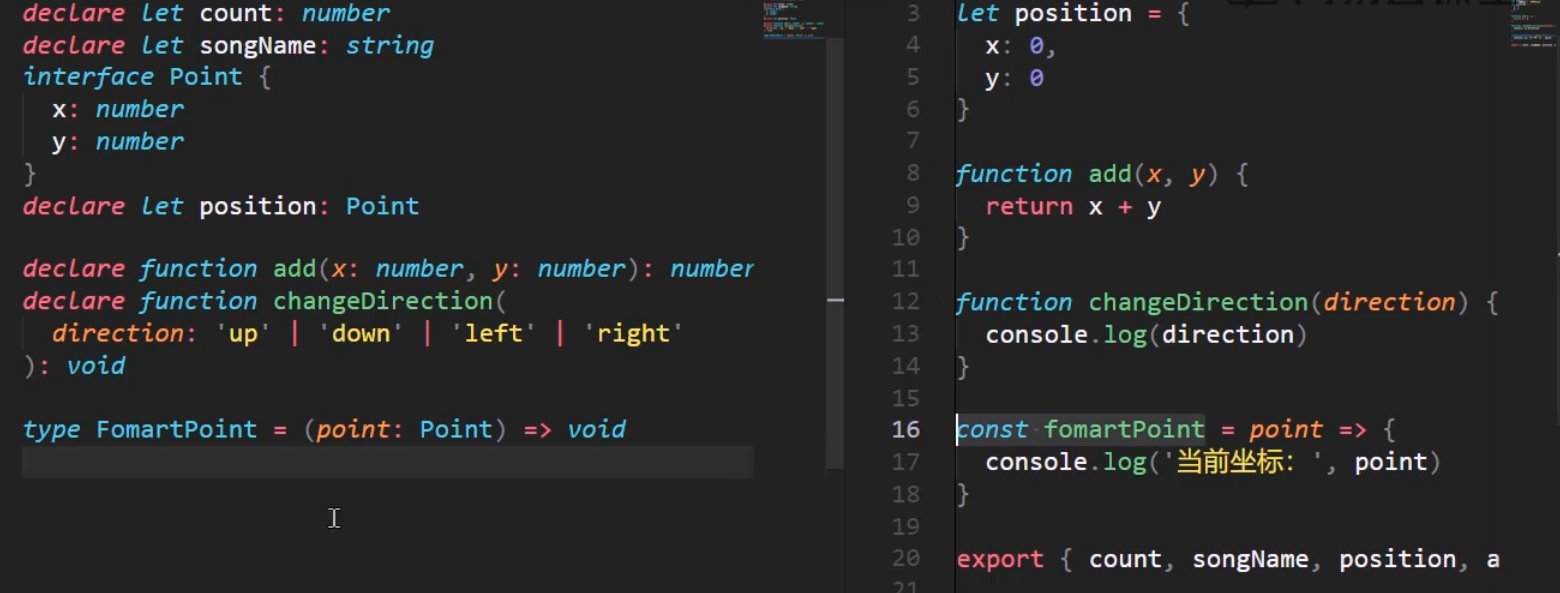 declare let count: number
declare let songName: string
interface Point {
  x: number
  y: number
}
declare let position: Point
declare function add(x: number, y: number): number
declare function changeDirection(
  direction: 'up' | 'down' | 'left' | 'right'
): void
type FomartPoint = (point: Point) => void
3 let position = {
4   x: 0,
5   y: 0
6 }
7
8 function add(x, y) {
9   return x + y
10 }
11
12 function changeDirection(direction) {
13   console.log(direction)
14 }
15
16 const fomartPoint = point => {
17   console.log('当前坐标: ', point)
18 }
19
20 export { count, songName, position, a
21